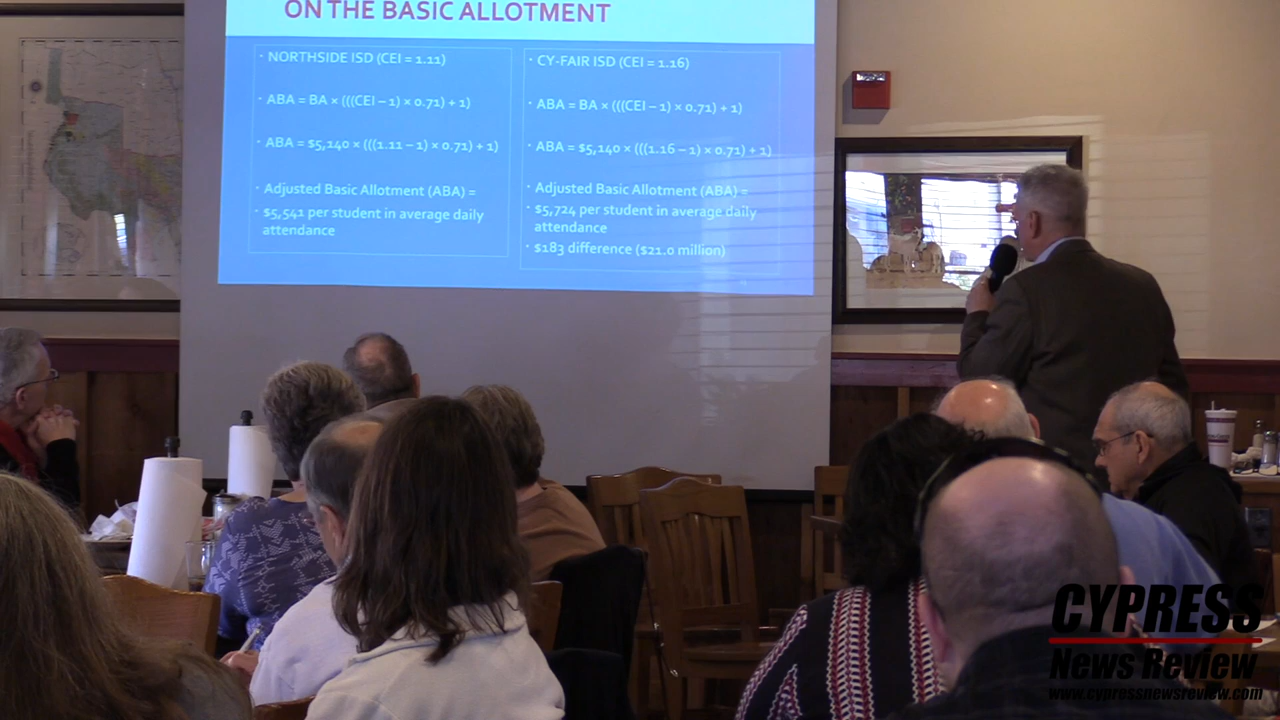 ON THE BASIC ALLOTMENT
• NORTHSIDE ISD (CEI = 1.11)
• ABA = BA × (((CEI – 1) × 0.71) + 1)
• ABA = $5,140 × (((1.11 – 1) × 0.71) + 1)
• Adjusted Basic Allotment (ABA) =
• $5,541 per student in average daily
attendance
• CY-FAIR ISD (CEI = 1.16)
• ABA = BA × (((CEI – 1) × 0.71) + 1)
• ABA = $5,140 × (((1.16 – 1) × 0.71) + 1)
• Adjusted Basic Allotment (ABA) =
• $5,724 per student in average daily
attendance
• $183 difference ($21.0 million)
CYPRESS
News Review
www.cypressnewsreview.com